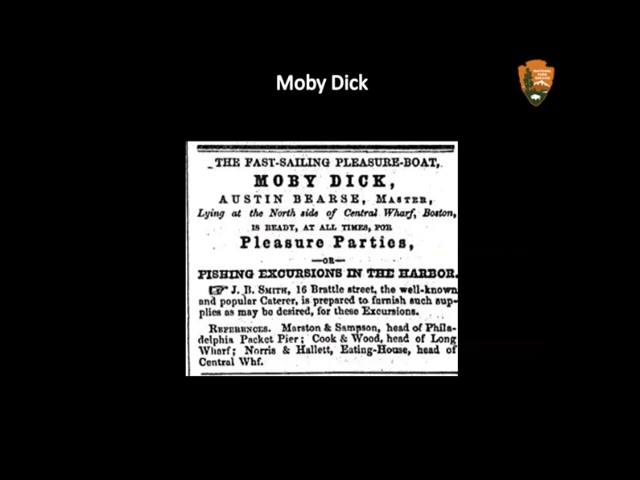 Moby Dick
NATIONAL
PARK
SERVICE
THE FAST-SAILING PLEASURE-BOAT,
MOBY DICK,
AUSTIN BEARSE, MASTER,
Lying at the North side of Central Wharf, Boston,
IS READY, AT ALL TIMES, FOR
Pleasure Parties,
—OR—
FISHING EXCURSIONS IN THE HARBOR.
☞ J. B. SMITH, 16 Brattle street, the well-known
and popular Caterer, is prepared to furnish such sup-
plies as may be desired, for these Excursions.
REFERENCES. Marston & Sampson, head of Phila-
delphia Packet Pier; Cook & Wood, head of Long
Wharf; Norris & Hallett, Eating-House, head of
Central Whf.